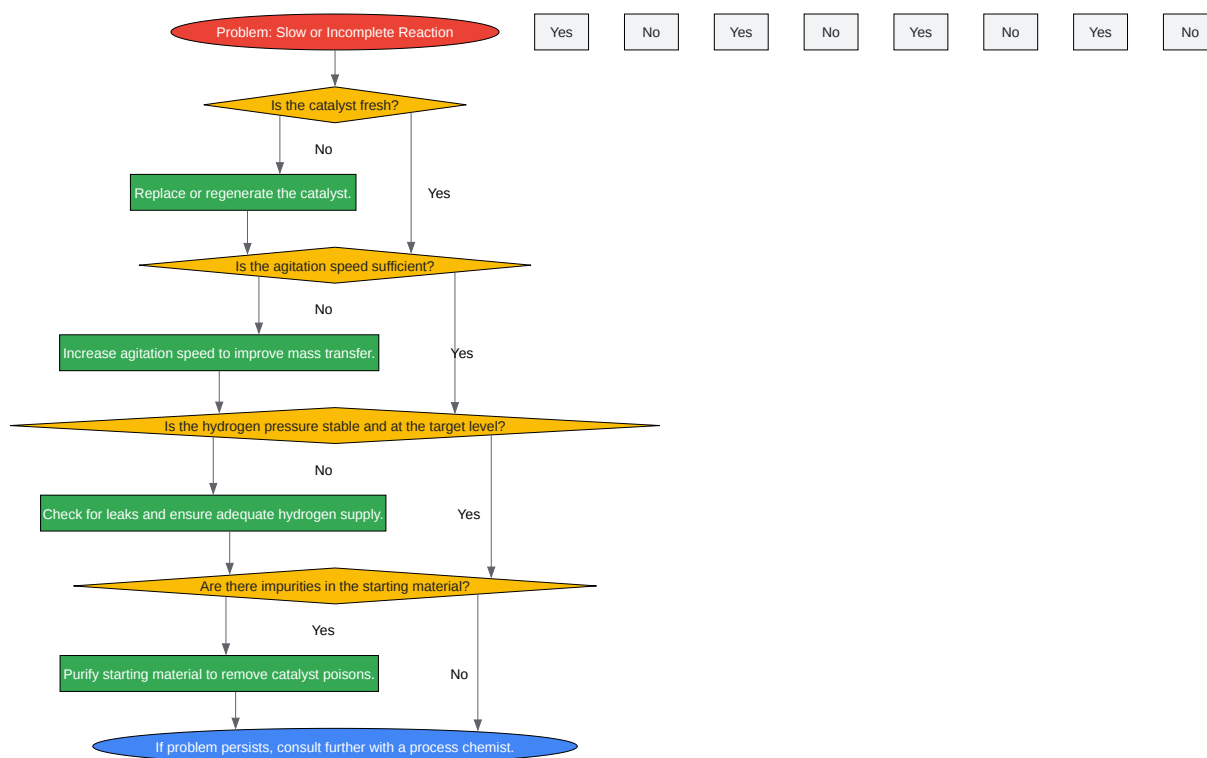 Problem: Slow or Incomplete Reaction
Yes
No
Yes
No
Yes
No
Yes
No
Is the catalyst fresh?
No
Replace or regenerate the catalyst.
Yes
Is the agitation speed sufficient?
No
Increase agitation speed to improve mass transfer.
Yes
Is the hydrogen pressure stable and at the target level?
No
Check for leaks and ensure adequate hydrogen supply.
Yes
Are there impurities in the starting material?
Yes
Purify starting material to remove catalyst poisons.
No
If problem persists, consult further with a process chemist.